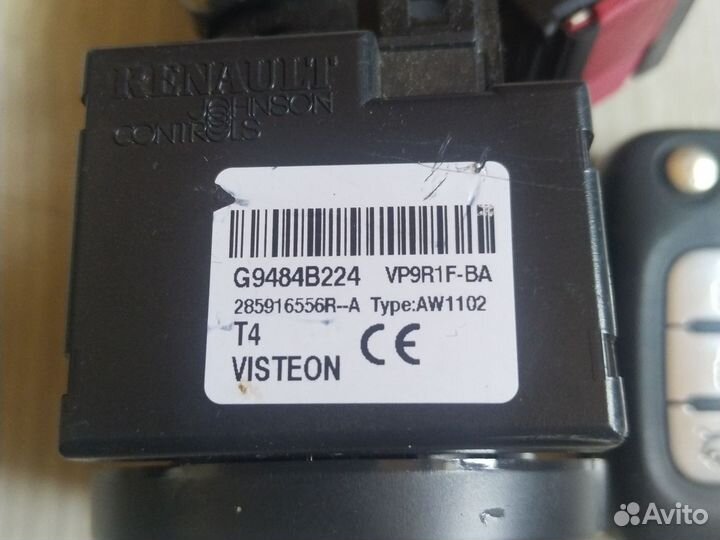 RENAULT
JOHNSON
CONTROLS
G9484B224 VP9R1F-BA
285916556R--A Type:AW1102
T4
CE
VISTEON
Avito